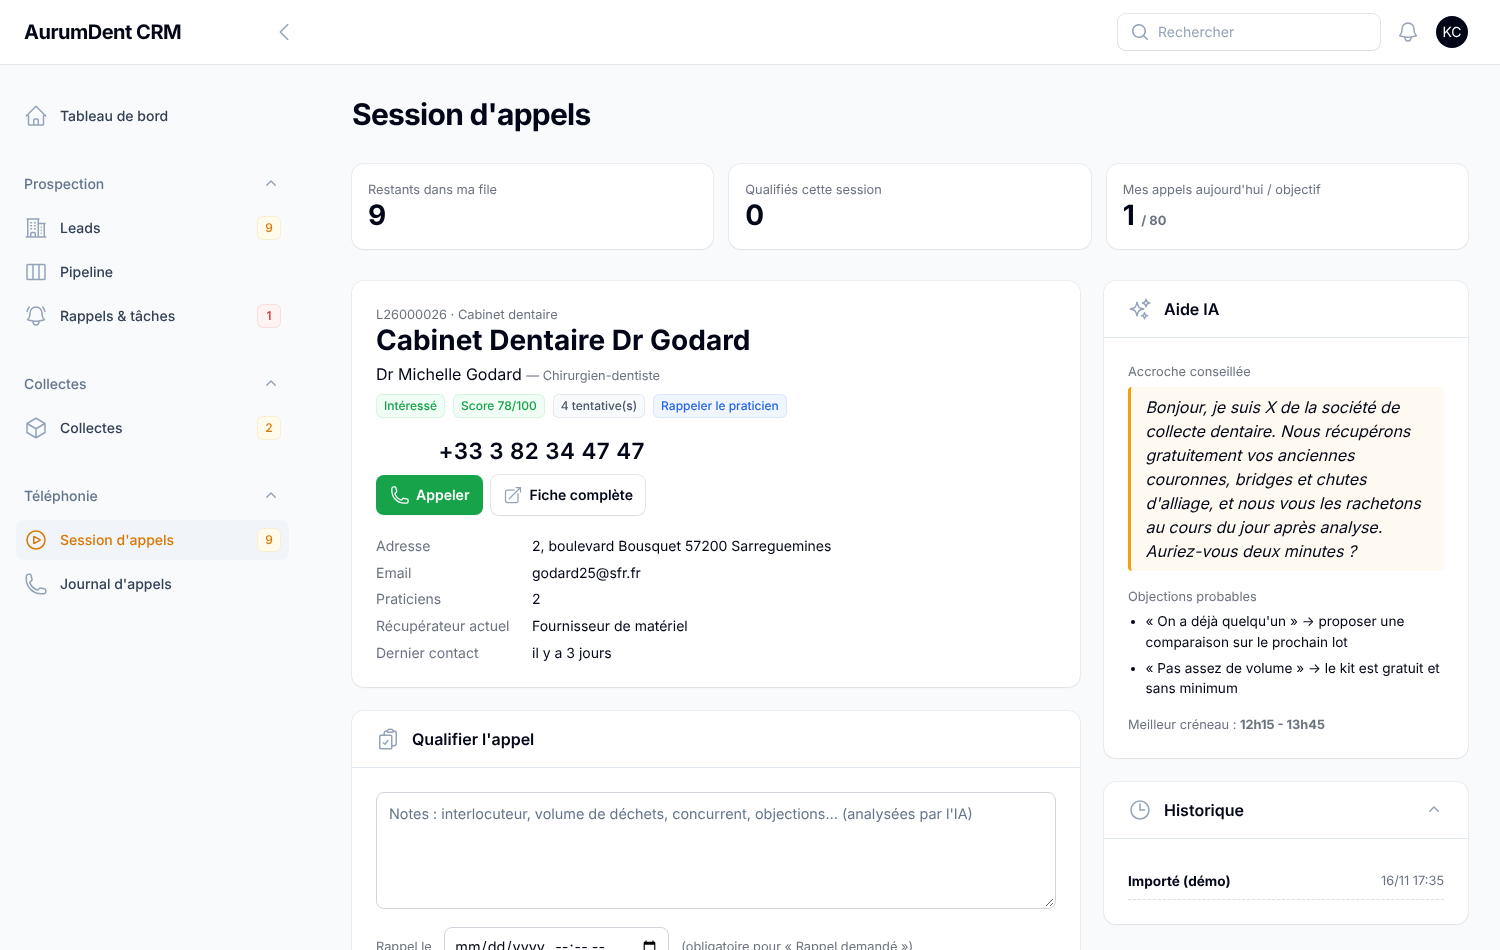 AurumDent CRM
Rechercher
KC
Tableau de bord
Prospection
Leads
9
Pipeline
Rappels & tâches
1
Collectes
Collectes
2
Téléphonie
Session d'appels
9
Journal d'appels
Session d'appels
Restants dans ma file
9
Qualifiés cette session
0
Mes appels aujourd'hui / objectif
1 / 80
L26000026 · Cabinet dentaire
Cabinet Dentaire Dr Godard
Dr Michelle Godard — Chirurgien-dentiste
Intéressé
Score 78/100
4 tentative(s)
Rappeler le praticien
+33 3 82 34 47 47
Appeler
Fiche complète
Adresse 2, boulevard Bousquet 57200 Sarreguemines
Email godard25@sfr.fr
Praticiens 2
Récupérateur actuel Fournisseur de matériel
Dernier contact il y a 3 jours
Qualifier l'appel
Notes : interlocuteur, volume de déchets, concurrent, objections... (analysées par l'IA)
Rappel le mm/dd/yyyy --:-- -- (obligatoire pour « Rappel demandé »)
Aide IA
Accroche conseillée
Bonjour, je suis X de la société de
collecte dentaire. Nous récupérons
gratuitement vos anciennes
couronnes, bridges et chutes
d'alliage, et nous vous les rachetons
au cours du jour après analyse.
Auriez-vous deux minutes ?
Objections probables
• « On a déjà quelqu'un » → proposer une
comparaison sur le prochain lot
• « Pas assez de volume » → le kit est gratuit et
sans minimum
Meilleur créneau : 12h15 - 13h45
Historique
Importé (démo) 16/11 17:35